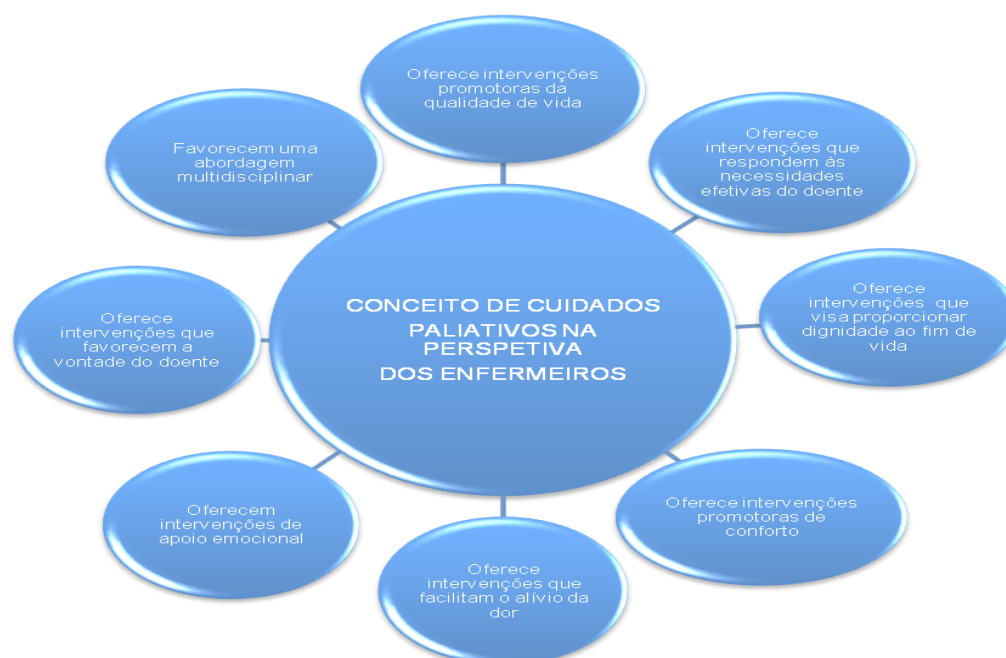 Oferece intervenções
promotoras da
qualidade de vida
Oferece
intervenções que
respondem às
necessidades
efetivas do doente
Oferece
intervenções que
visa proporcionar
dignidade ao fim de
vida
Oferece intervenções
promotoras de
conforto
Oferece
intervenções que
facilitam o alívio da
dor
Oferecem
intervenções de
apoio emocional
Oferece
intervenções que
favorecem a
vontade do doente
Favorecem uma
abordagem
multidisciplinar
CONCEITO DE CUIDADOS
PALIATIVOS NA
PERSPETIVA
DOS ENFERMEIROS